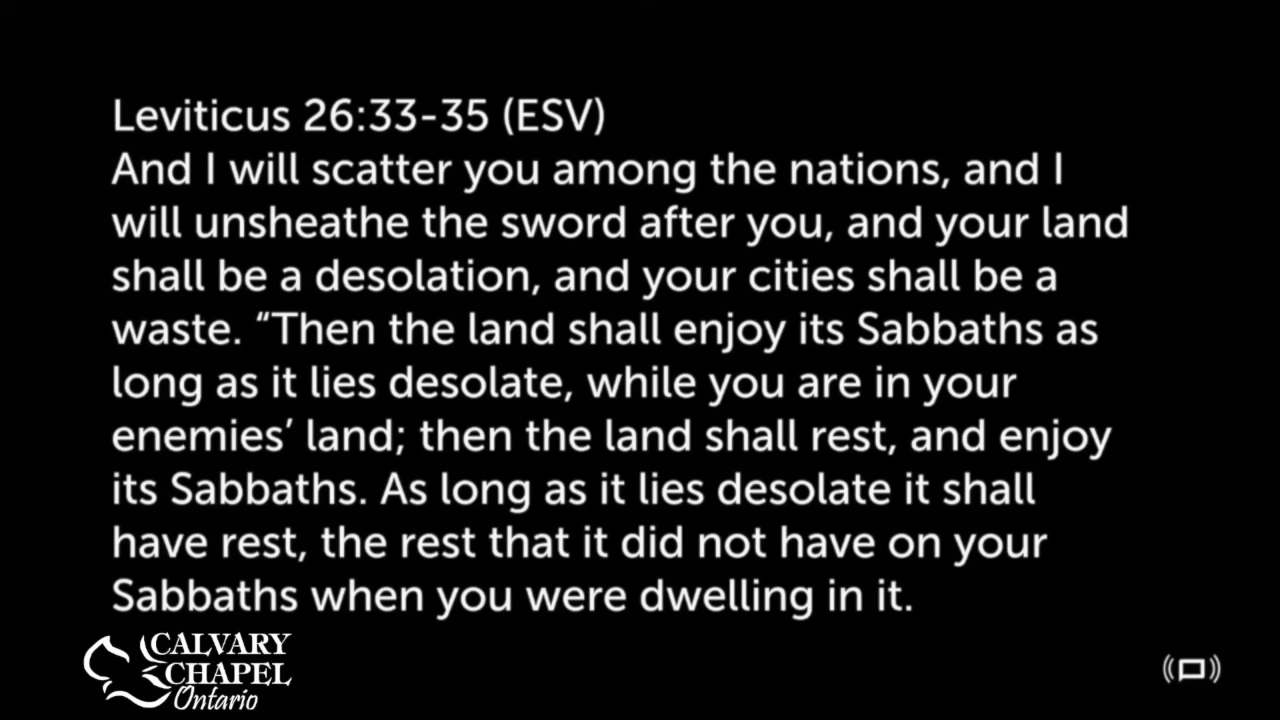 Leviticus 26:33-35 (ESV)
And I will scatter you among the nations, and I
will unsheathe the sword after you, and your land
shall be a desolation, and your cities shall be a
waste. “Then the land shall enjoy its Sabbaths as
long as it lies desolate, while you are in your
enemies’ land; then the land shall rest, and enjoy
its Sabbaths. As long as it lies desolate it shall
have rest, the rest that it did not have on your
Sabbaths when you were dwelling in it.
CALVARY
CHAPEL
Ontario